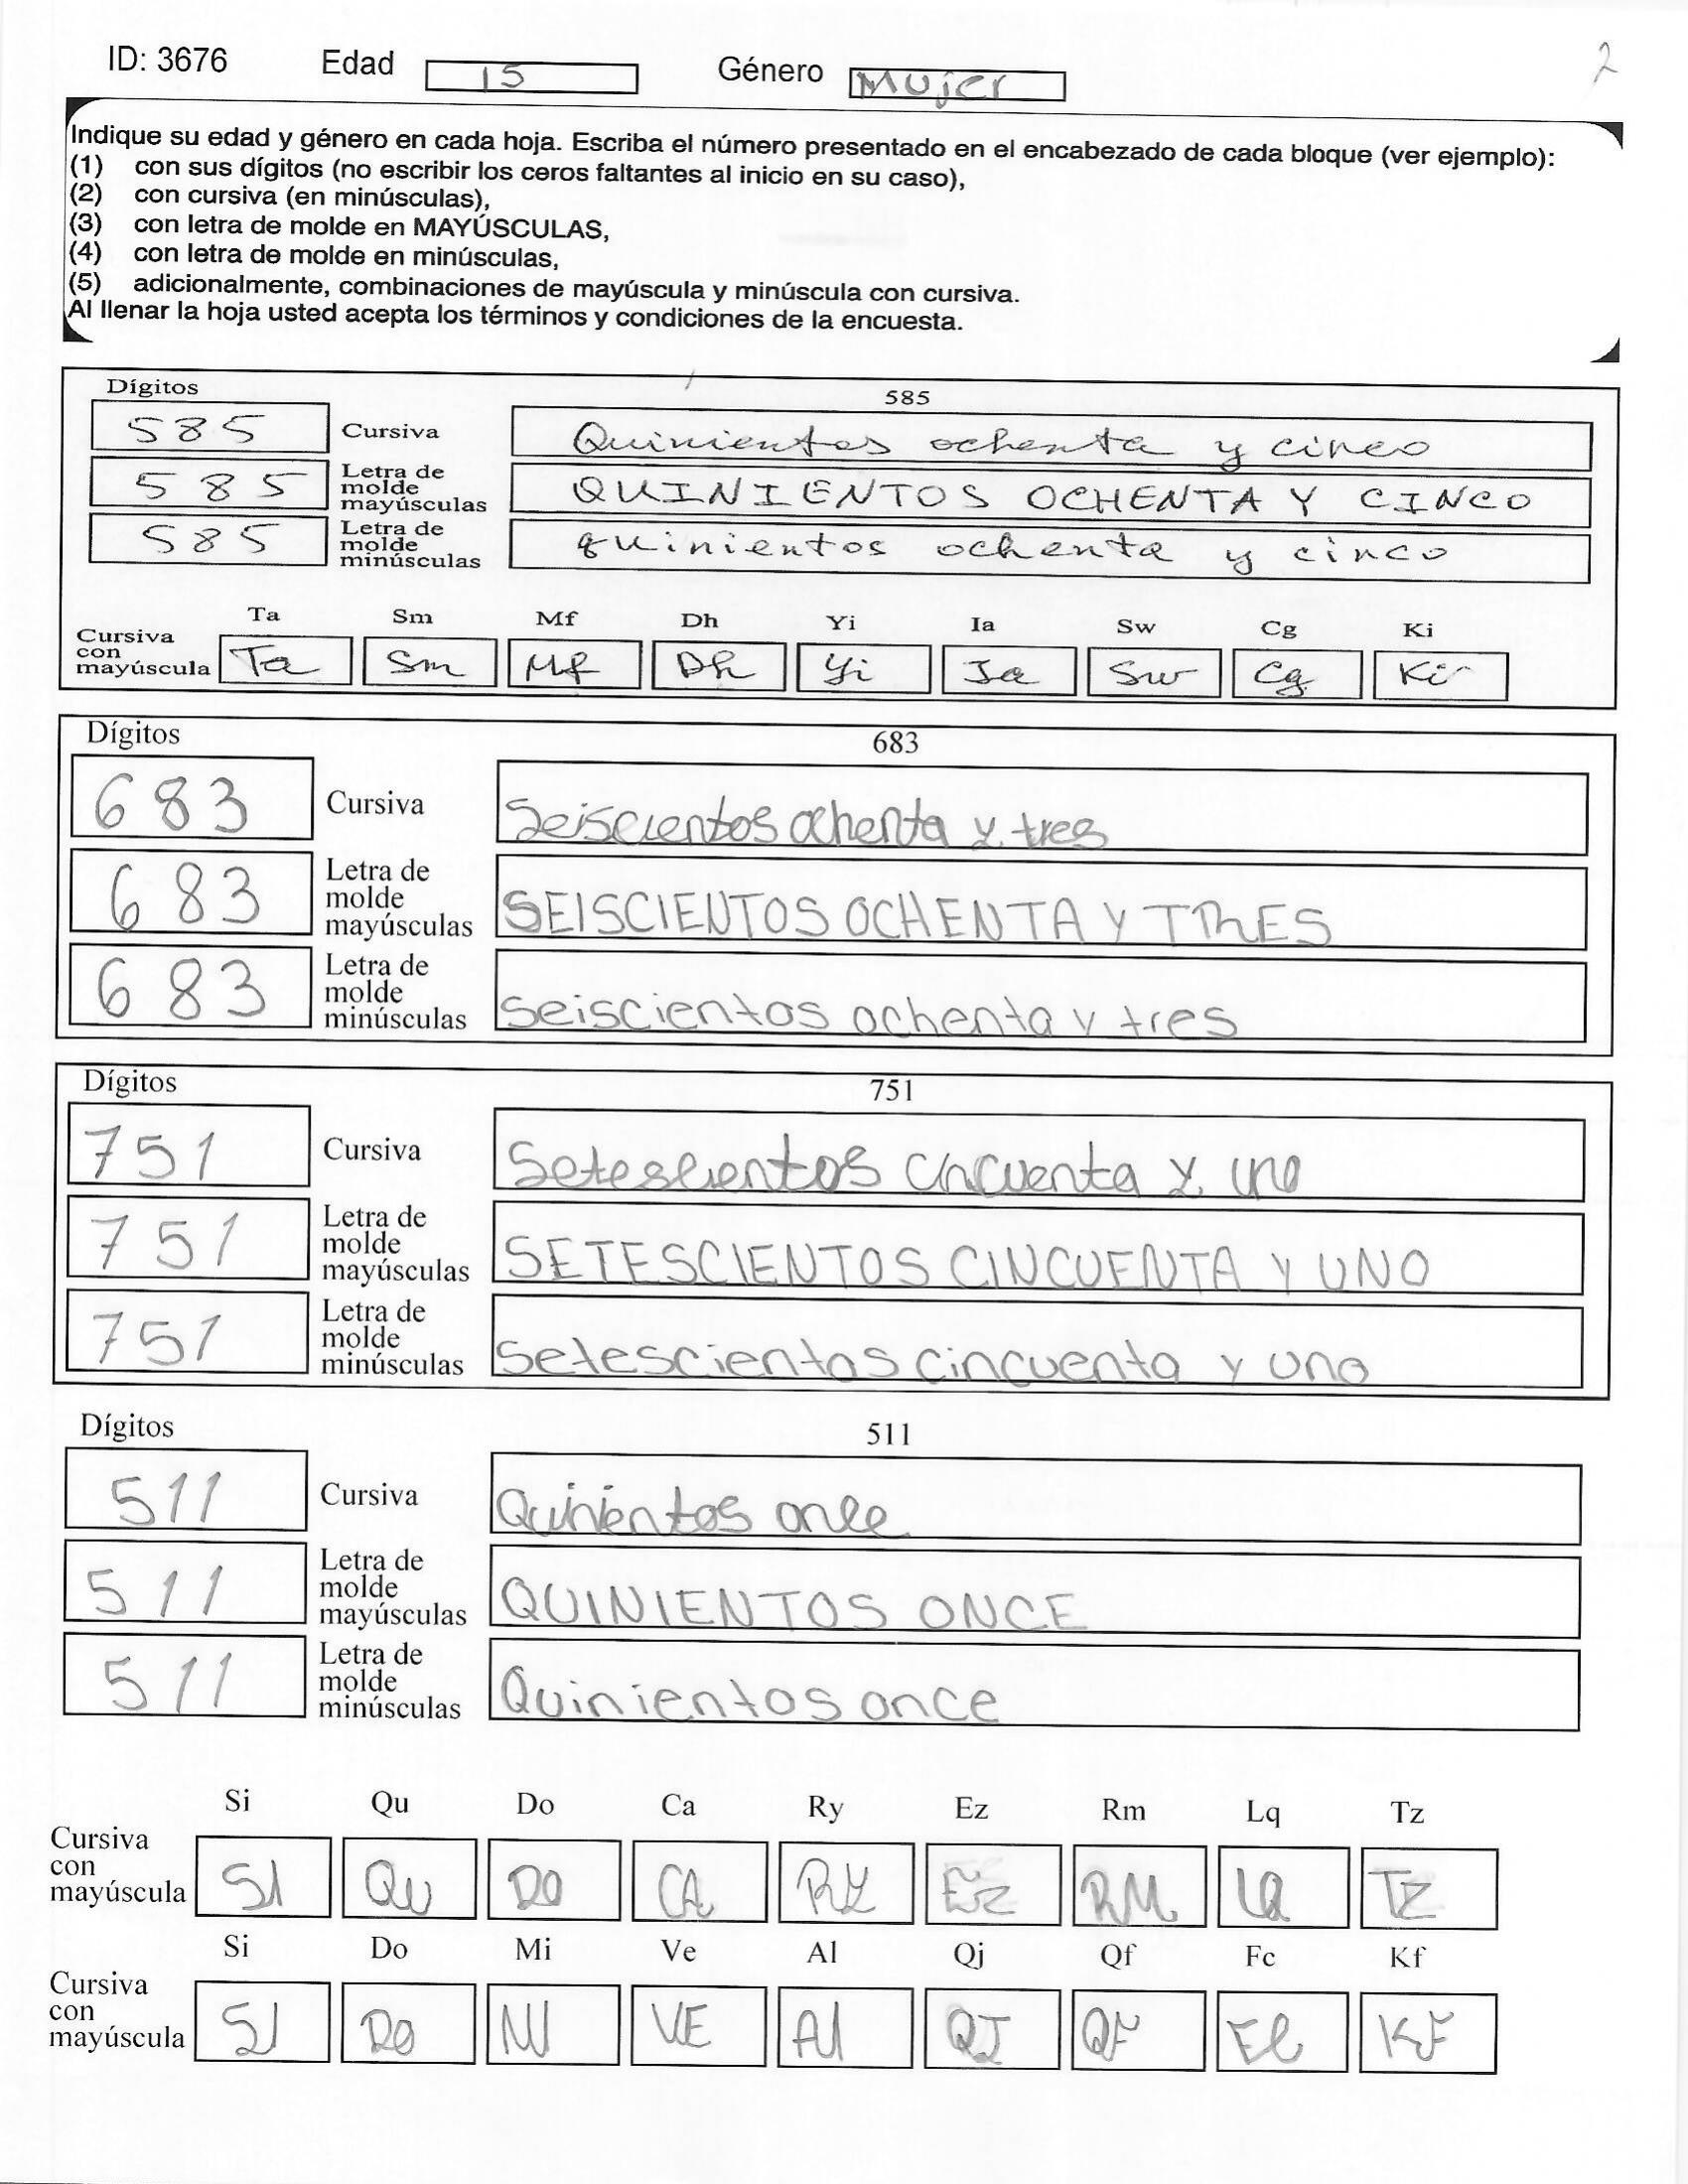 ID: 3676 Edad 15 Género Mujer 2
Indique su edad y género en cada hoja. Escriba el número presentado en el encabezado de cada bloque (ver ejemplo):
(1) con sus dígitos (no escribir los ceros faltantes al inicio en su caso),
(2) con cursiva (en minúsculas),
(3) con letra de molde en MAYÚSCULAS,
(4) con letra de molde en minúsculas,
(5) adicionalmente, combinaciones de mayúscula y minúscula con cursiva.
Al llenar la hoja usted acepta los términos y condiciones de la encuesta.
Dígitos 585
585 Cursiva Quinientos ochenta y cinco
585 Letra de molde mayúsculas QUINIENTOS OCHENTA Y CINCO
585 Letra de molde minúsculas quinientos ochenta y cinco
Ta Sm Mf Dh Yi Ia Sw Cg Ki
Cursiva con mayúscula Ta Sm Mf Dh Yi Ia Sw Cg Ki
Dígitos 683
683 Cursiva Seiscientos ochenta y tres
683 Letra de molde mayúsculas SEISCIENTOS OCHENTA Y TRES
683 Letra de molde minúsculas Seiscientos ochenta y tres
Dígitos 751
751 Cursiva Setescientos cincuenta y uno
751 Letra de molde mayúsculas SETESCIENTOS CINCUENTA Y UNO
751 Letra de molde minúsculas Setescientos cincuenta y uno
Dígitos 511
511 Cursiva Quinientos once
511 Letra de molde mayúsculas QUINIENTOS ONCE
511 Letra de molde minúsculas Quinientos once
Si Qu Do Ca Ry Ez Rm Lq Tz
Cursiva con mayúscula SI QU DO CA RY EZ RM LQ TZ
Si Do Mi Ve Al Qj Qf Fc Kf
Cursiva con mayúscula SI DO VE Al QJ QF KF